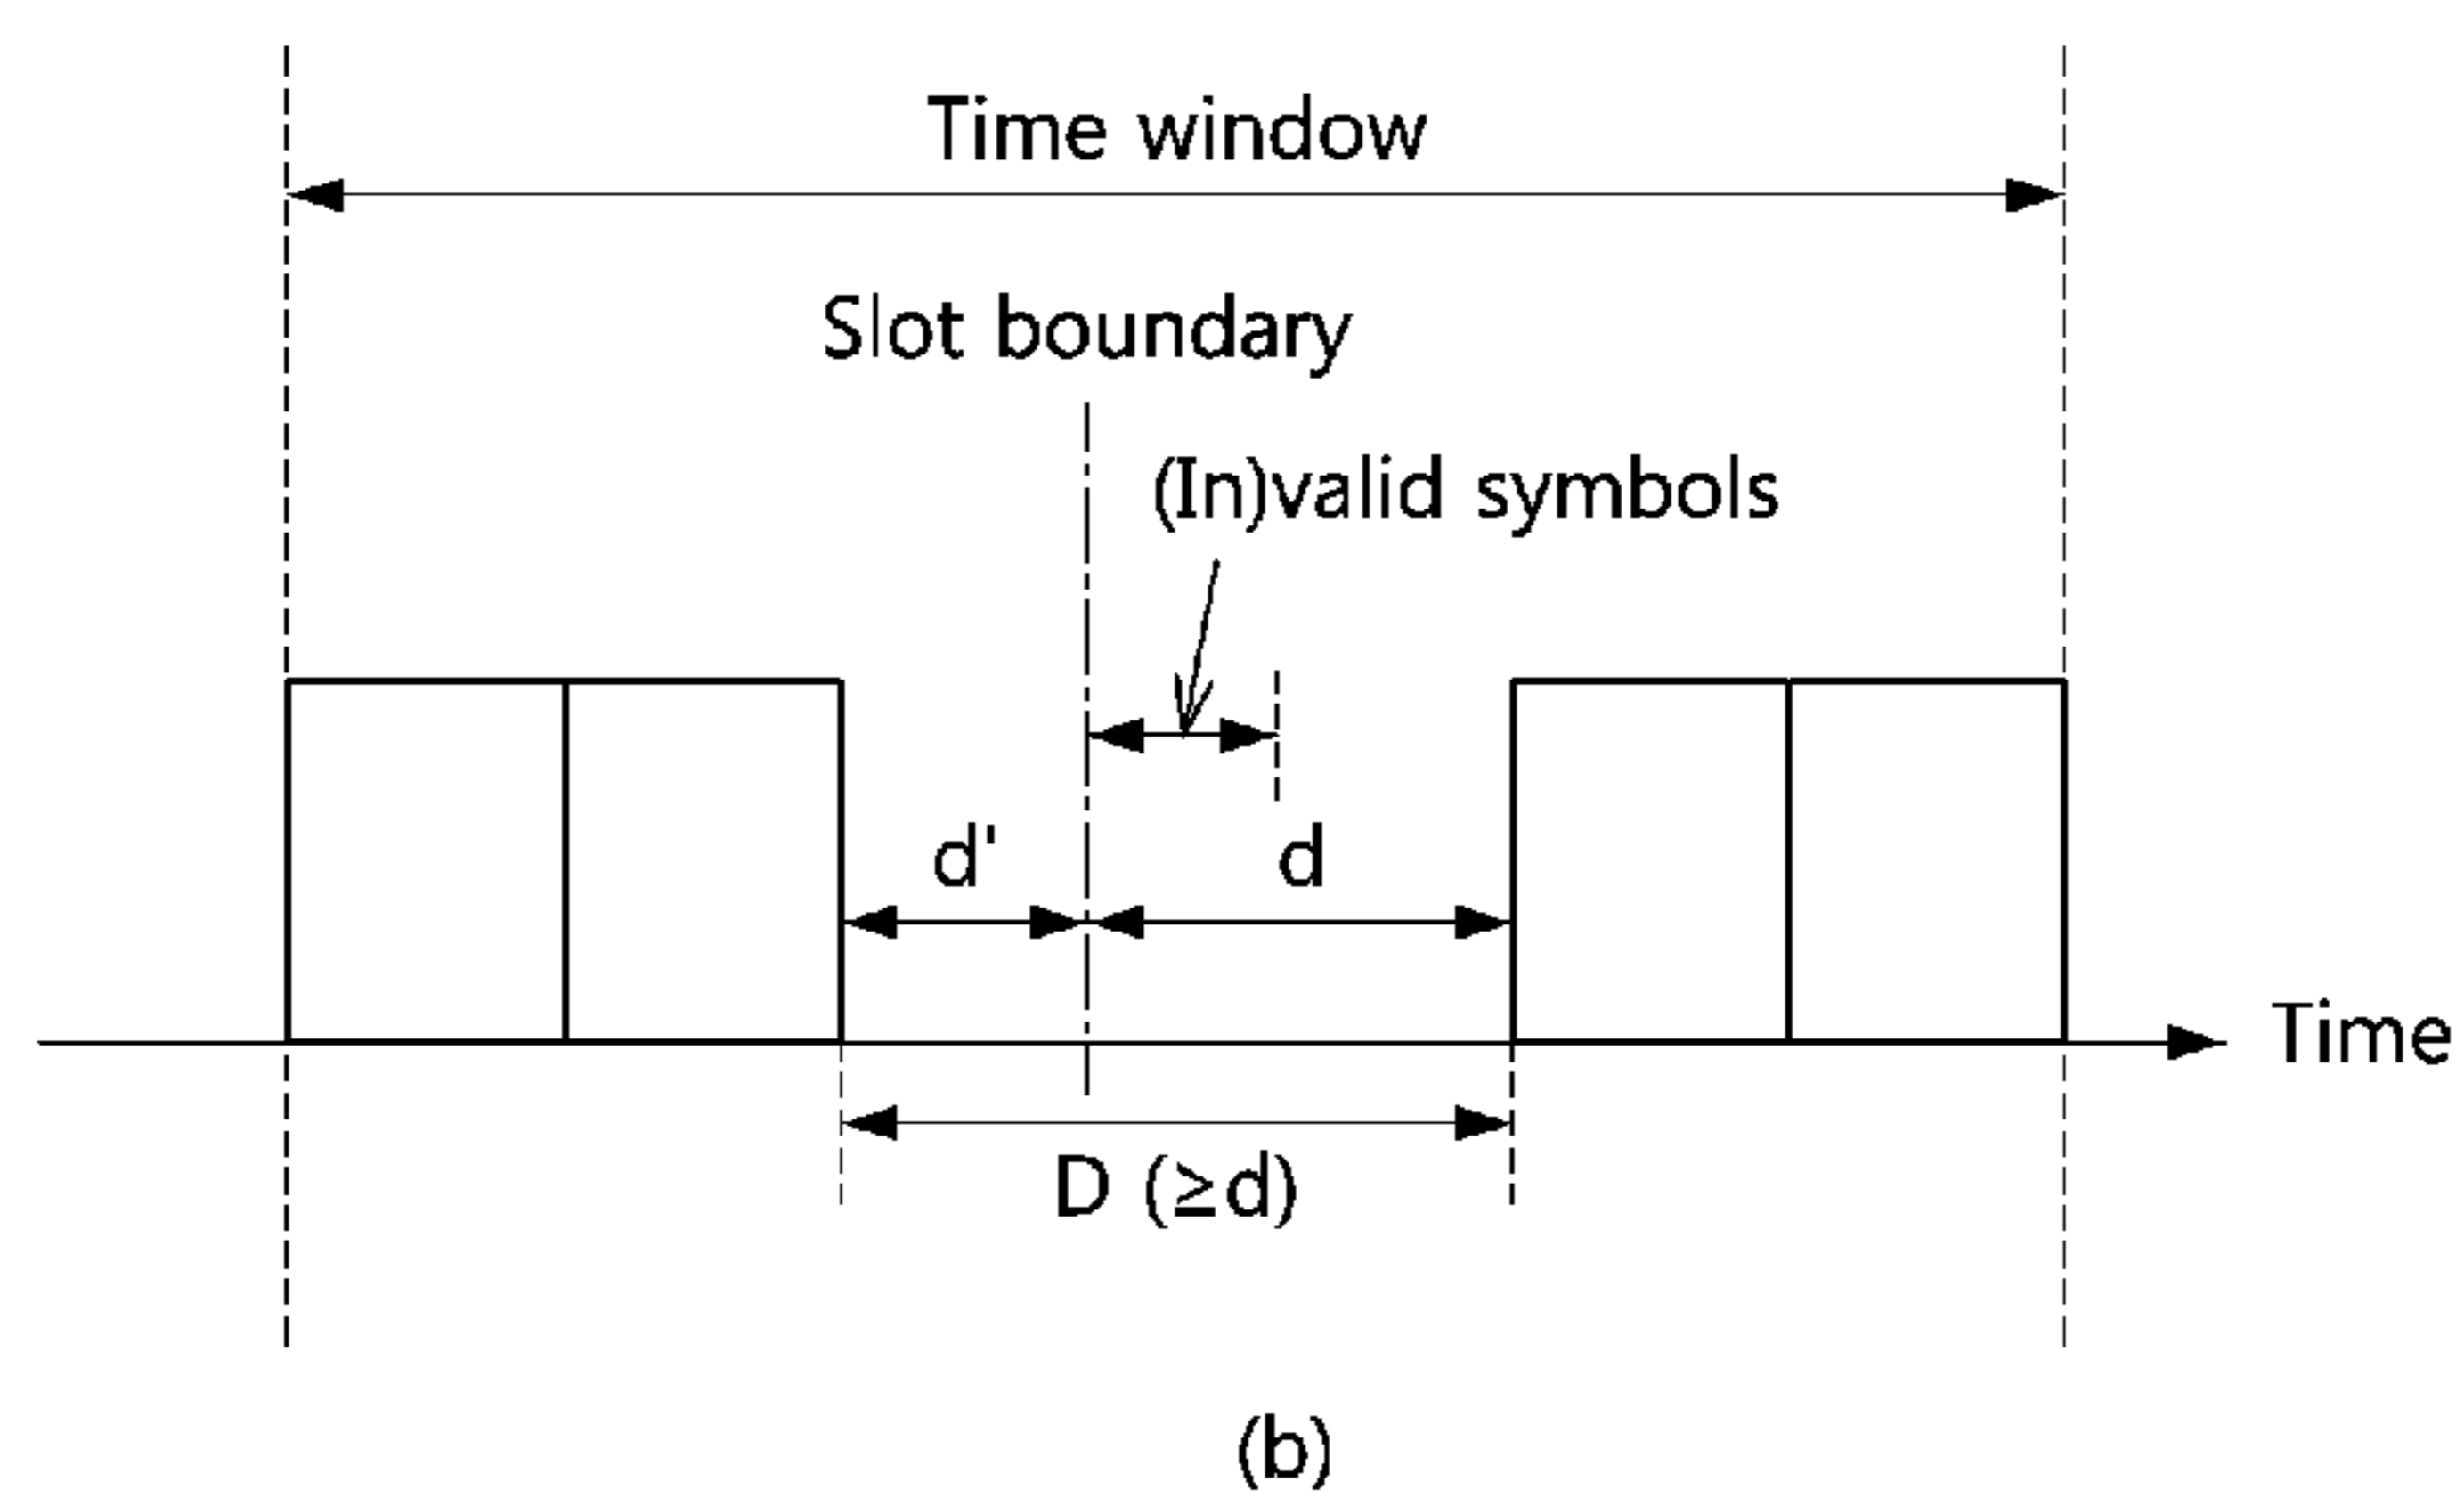 Time window
Slot boundary
(In)valid symbols
d'
d
Time
D (≥d)
(b)